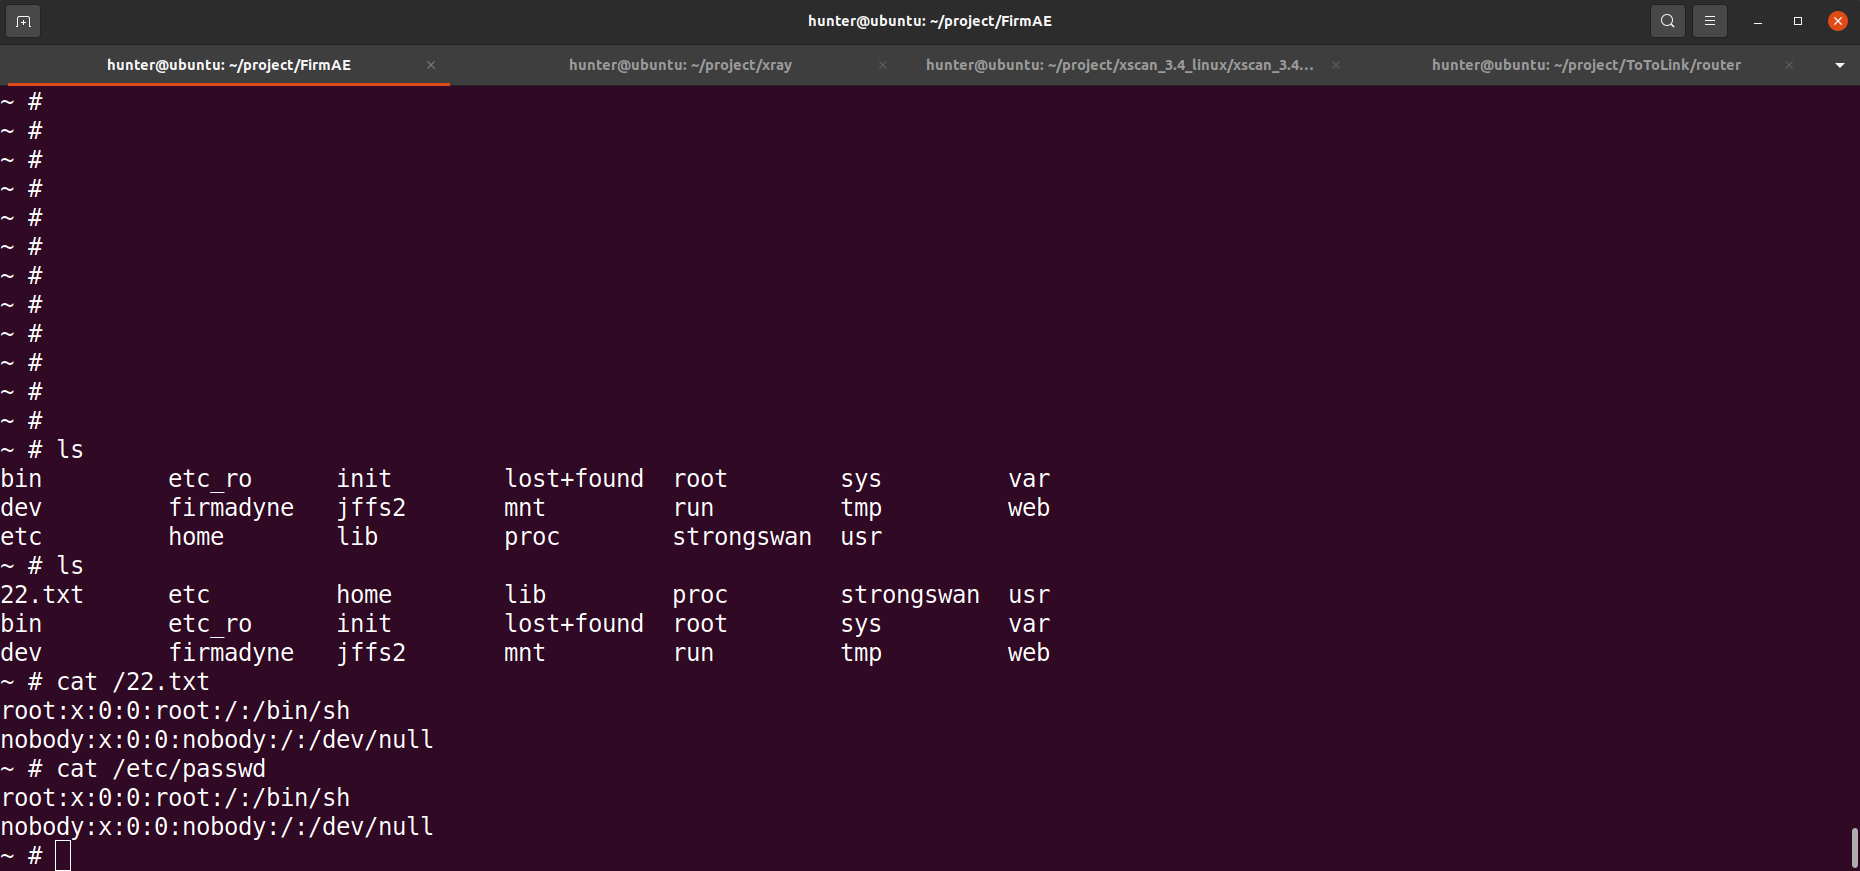 hunter@ubuntu: ~/project/FirmAE
hunter@ubuntu: ~/project/FirmAE hunter@ubuntu: ~/project/xray hunter@ubuntu: ~/project/xscan_3.4_linux/xscan_3.4... hunter@ubuntu: ~/project/ToToLink/router
~ #
~ #
~ #
~ #
~ #
~ #
~ #
~ #
~ #
~ #
~ #
~ #
~ # ls
bin etc_ro init lost+found root sys var
dev firmadyne jffs2 mnt run tmp web
etc home lib proc strongswan usr
~ # ls
22.txt etc home lib proc strongswan usr
bin etc_ro init lost+found root sys var
dev firmadyne jffs2 mnt run tmp web
~ # cat /22.txt
root:x:0:0:root:/:/bin/sh
nobody:x:0:0:nobody:/:/dev/null
~ # cat /etc/passwd
root:x:0:0:root:/:/bin/sh
nobody:x:0:0:nobody:/:/dev/null
~ #